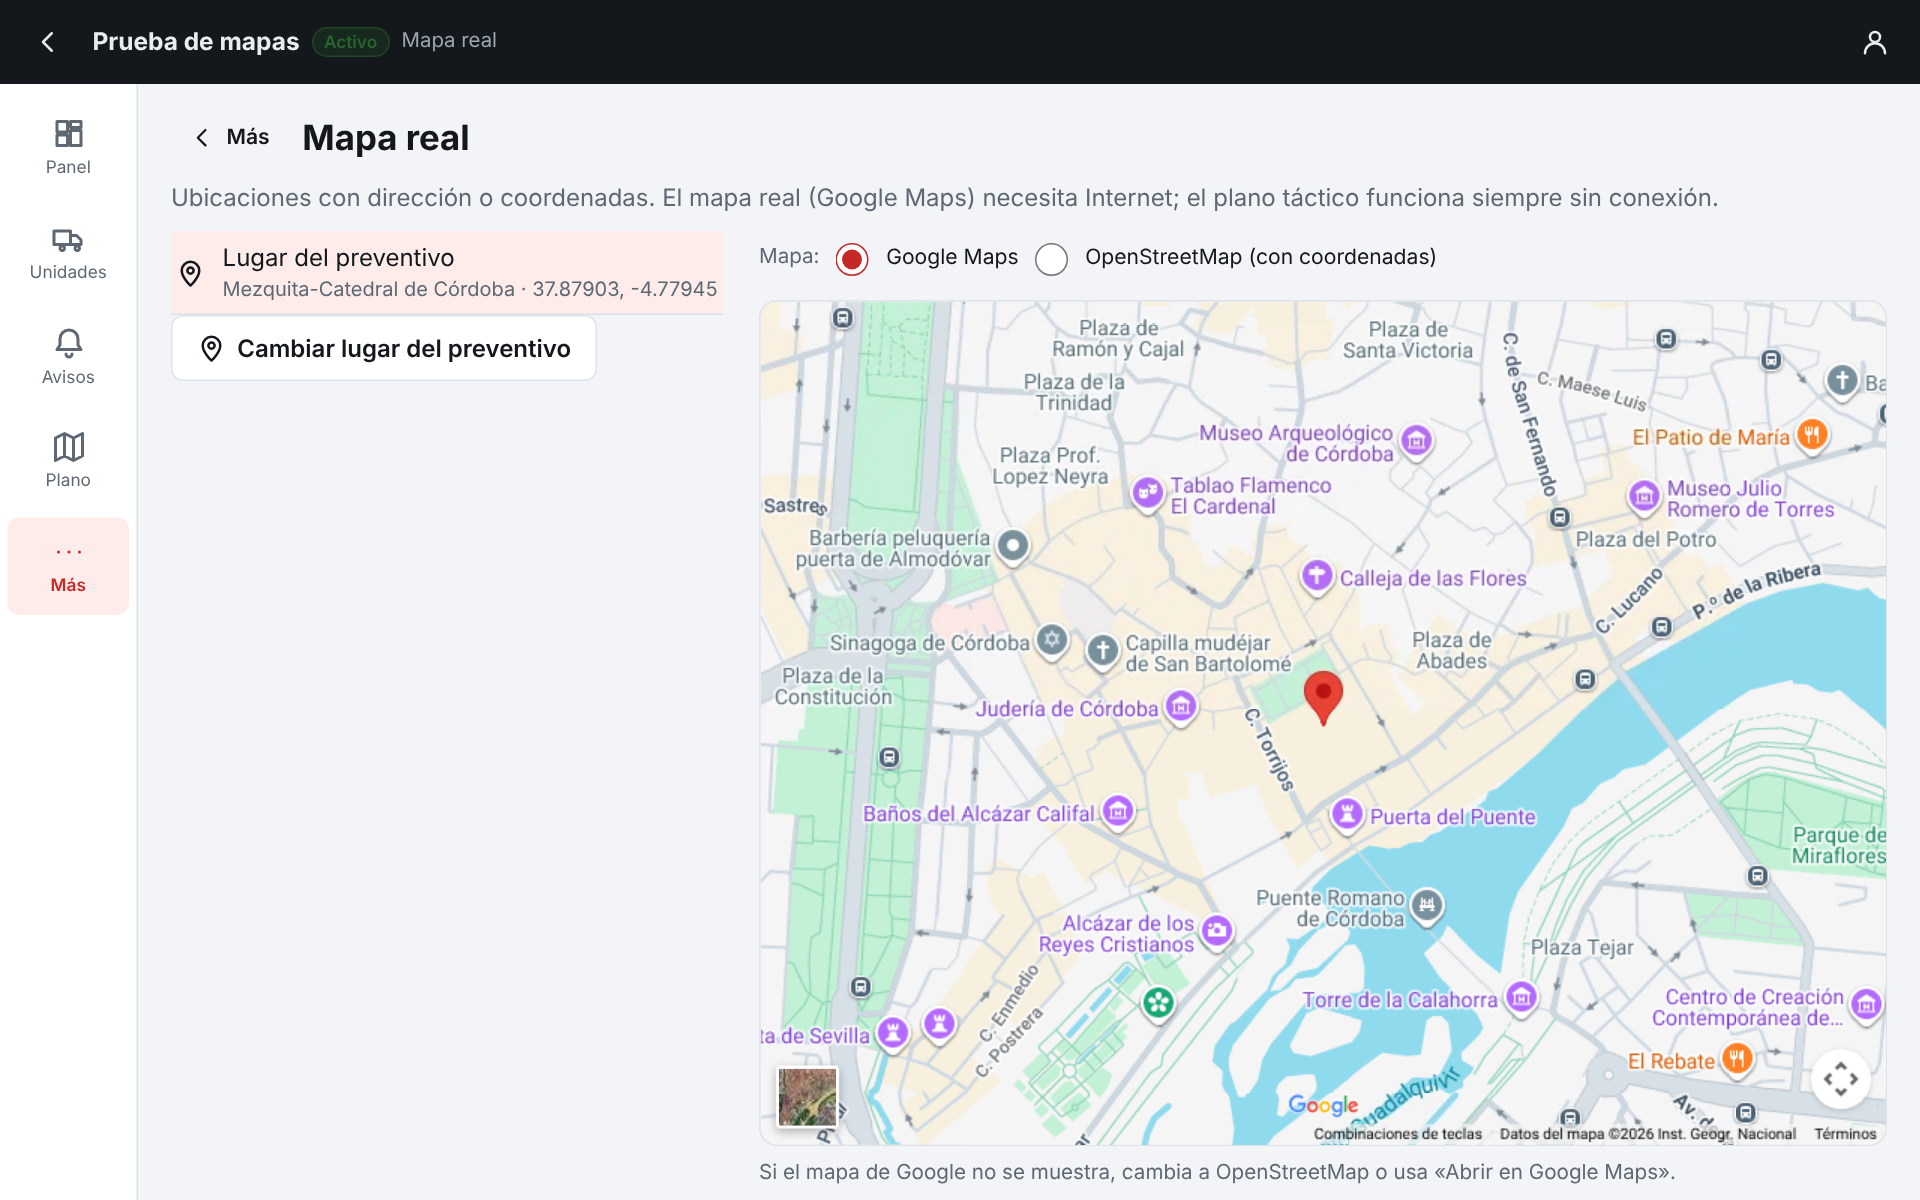 Prueba de mapas
Activo
Mapa real
Panel
Unidades
Avisos
Plano
Más
Más
Mapa real
Ubicaciones con dirección o coordenadas. El mapa real (Google Maps) necesita Internet; el plano táctico funciona siempre sin conexión.
Lugar del preventivo
Mezquita-Catedral de Córdoba · 37.87903, -4.77945
Cambiar lugar del preventivo
Mapa:
Google Maps
OpenStreetMap (con coordenadas)
Plaza de
Ramón y Cajal
Plaza de
Santa Victoria
C. de San Fernando
C. Maese Luis
Plaza de la
Trinidad
Ba
Museo Arqueológico
de Córdoba
El Patio de María
Plaza Prof.
Lopez Neyra
Tablao Flamenco
El Cardenal
Museo Julio
Romero de Torres
Sastres
Barbería peluquería
puerta de Almodóvar
Plaza del Potro
Calleja de las Flores
C. Lucano
P.º de la Ribera
Sinagoga de Córdoba
Capilla mudéjar
de San Bartolomé
Plaza de
Abades
Plaza de la
Constitución
Judería de Córdoba
C. Torrijos
Baños del Alcázar Califal
Puerta del Puente
Parque de
Miraflores
Puente Romano
de Córdoba
Alcázar de los
Reyes Cristianos
Plaza Tejar
C. Enmedio
C. Postrera
Torre de la Calahorra
Centro de Creación
Contemporánea de...
ta de Sevilla
El Rebate
Guadalquivir
Av. de
Google
Combinaciones de teclas
Datos del mapa ©2026 Inst. Geogr. Nacional
Términos
Si el mapa de Google no se muestra, cambia a OpenStreetMap o usa «Abrir en Google Maps».